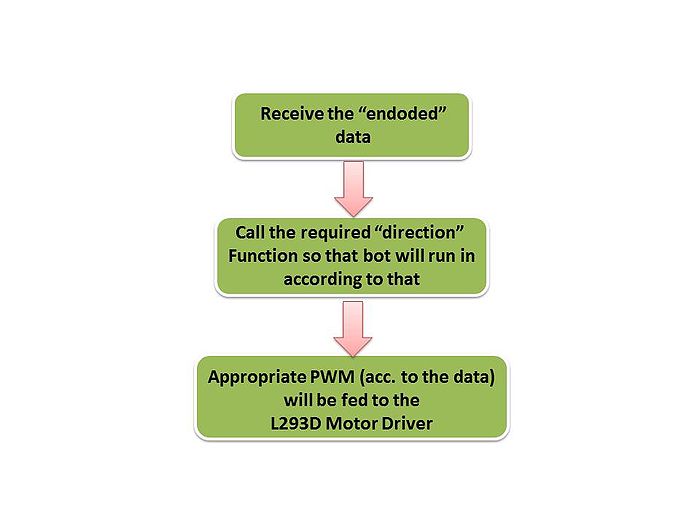 Receive the “endoded”
data
Call the required “direction”
Function so that bot will run in
according to that
Appropriate PWM (acc. to the data)
will be fed to the
L293D Motor Driver